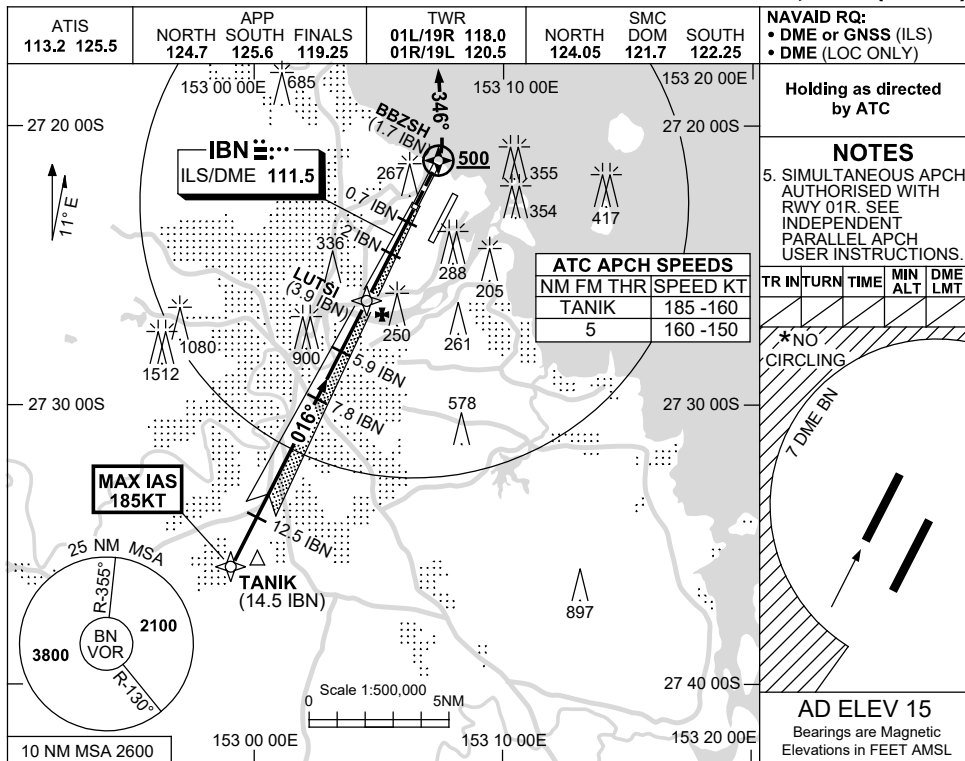 ATIS
113.2 125.5
APP
NORTH SOUTH FINALS
124.7 125.6 119.25
TWR
01L/19R 118.0
01R/19L 120.5
SMC
NORTH DOM SOUTH
124.05 121.7 122.25
NAVAID RQ:
• DME or GNSS (ILS)
• DME (LOC ONLY)
Holding as directed
by ATC
NOTES
5. SIMULTANEOUS APCH
AUTHORISED WITH
RWY 01R. SEE
INDEPENDENT
PARALLEL APCH
USER INSTRUCTIONS.
TR IN TURN TIME MIN ALT DME LMT
*NO
CIRCLING
7 DME BN
AD ELEV 15
Bearings are Magnetic
Elevations in FEET AMSL
153 00 00E
685
153 10 00E
153 20 00E
27 20 00S
27 20 00S
346°
BBZSH
(1.7 IBN)
500
IBN
ILS/DME 111.5
267
355
354
417
11° E
0.7 IBN
2 IBN
336
288
205
LUTSI
(3.9 IBN)
250
261
ATC APCH SPEEDS
NM FM THR SPEED KT
TANIK 185 -160
5 160 -150
1080
1512
900
5.9 IBN
7.8 IBN
578
016°
27 30 00S
27 30 00S
MAX IAS
185KT
12.5 IBN
TANIK
(14.5 IBN)
897
25 NM MSA
R-355°
BN
VOR
2100
3800
R-130°
10 NM MSA 2600
Scale 1:500,000
0 5NM
27 40 00S
153 00 00E
153 10 00E
153 20 00E